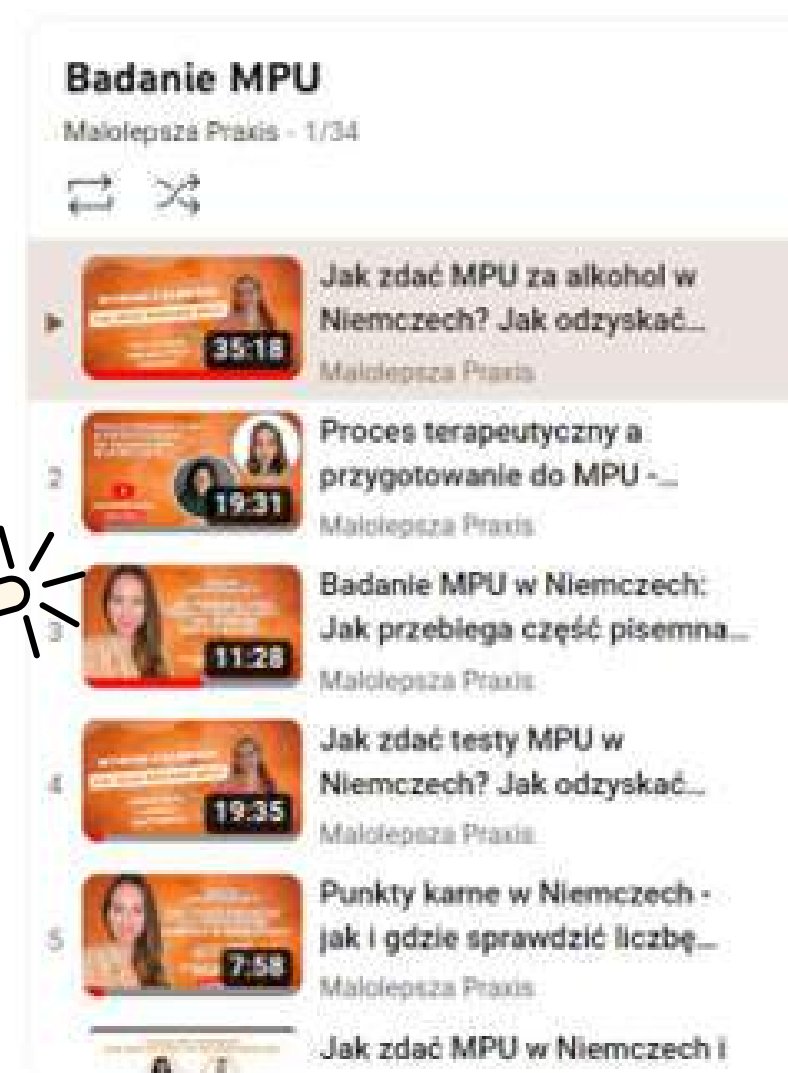 Badanie MPU
Malolepsza Praxis - 1/34
35:18
Jak zdać MPU za alkohol w
Niemczech? Jak odzyskać...
Malolepsza Praxis
2
19:31
Proces terapeutyczny a
przygotowanie do MPU -...
Malolepsza Praxis
3
11:28
Badanie MPU w Niemczech:
Jak przebiega część pisemna...
Malolepsza Praxis
4
19:35
Jak zdać testy MPU w
Niemczech? Jak odzyskać...
Malolepsza Praxis
5
7:58
Punkty karne w Niemczech -
jak i gdzie sprawdzić liczbę...
Malolepsza Praxis
Jak zdać MPU w Niemczech i